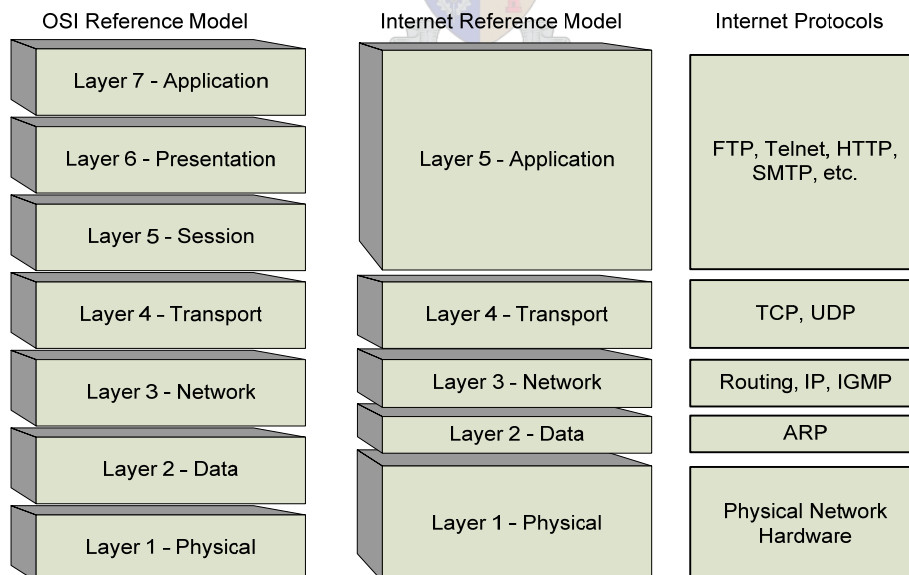 OSI Reference Model
Layer 7 - Application
Layer 6 - Presentation
Layer 5 - Session
Layer 4 - Transport
Layer 3 - Network
Layer 2 - Data
Layer 1 - Physical
Internet Reference Model
Layer 5 - Application
Layer 4 - Transport
Layer 3 - Network
Layer 2 - Data
Layer 1 - Physical
Internet Protocols
FTP, Telnet, HTTP,
SMTP, etc.
TCP, UDP
Routing, IP, IGMP
ARP
Physical Network
Hardware